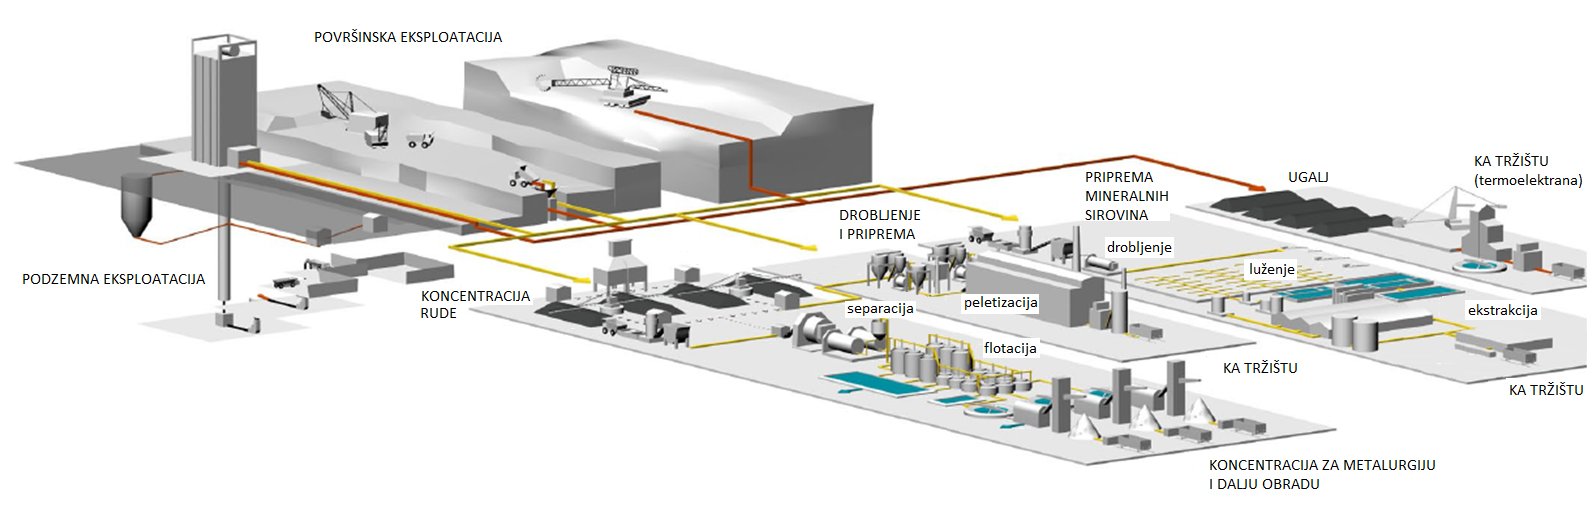 POVRŠINSKA EKSPLOATACIJA
PODZEMNA EKSPLOATACIJA
KONCENTRACIJA
RUDE
DROBLJENJE
I PRIPREMA
separacija
peletizacija
flotacija
PRIPREMA
MINERALNIH
SIROVINA
drobljenje
luženje
ekstrakcija
UGALJ
KA TRŽIŠTU
(termoelektrana)
KA TRŽIŠTU
KA TRŽIŠTU
KONCENTRACIJA ZA METALURGIJU
I DALJU OBRADU